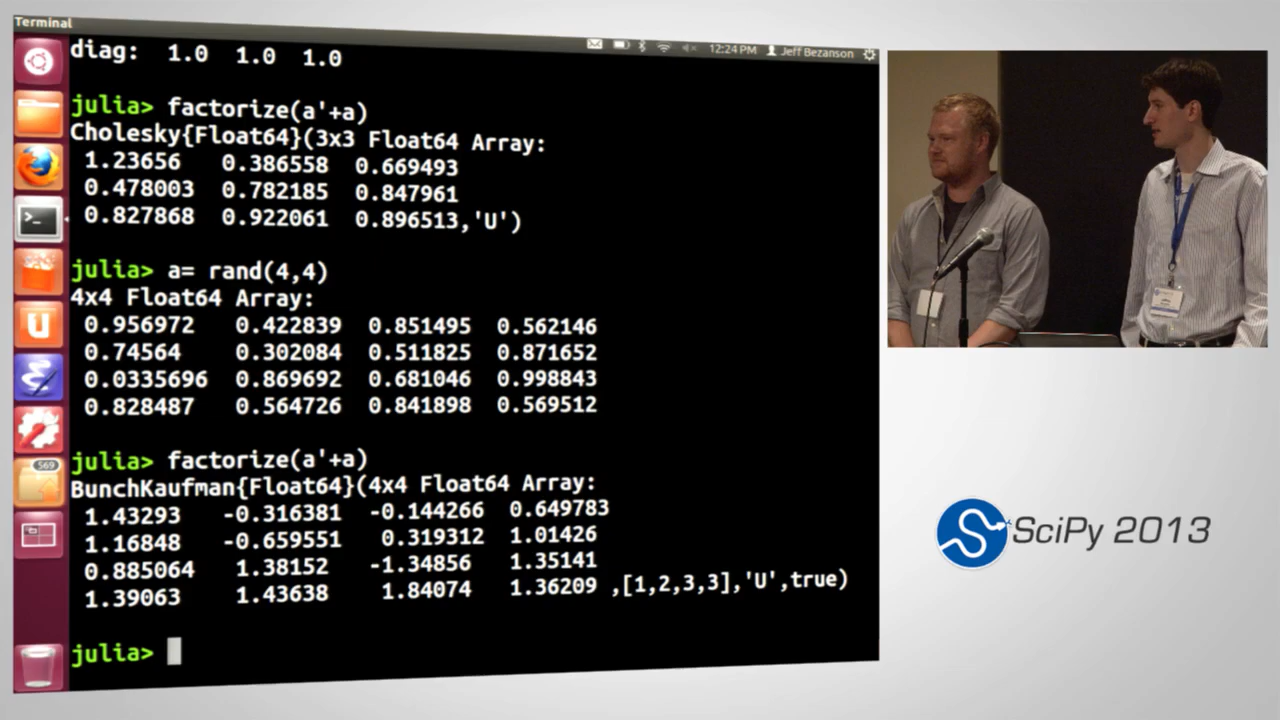 Terminal
12:24 PM Jeff Bezanson
diag: 1.0 1.0 1.0
julia> factorize(a'+a)
Cholesky{Float64}(3x3 Float64 Array:
1.23656 0.386558 0.669493
0.478003 0.782185 0.847961
0.827868 0.922061 0.896513,'U')
julia> a= rand(4,4)
4x4 Float64 Array:
0.956972 0.422839 0.851495 0.562146
0.74564 0.302084 0.511825 0.871652
0.0335696 0.869692 0.681046 0.998843
0.828487 0.564726 0.841898 0.569512
julia> factorize(a'+a)
BunchKaufman{Float64}(4x4 Float64 Array:
1.43293 -0.316381 -0.144266 0.649783
1.16848 -0.659551 0.319312 1.01426
0.885064 1.38152 -1.34856 1.35141
1.39063 1.43638 1.84074 1.36209 ,[1,2,3,3],'U',true)
julia>
569
SciPy 2013